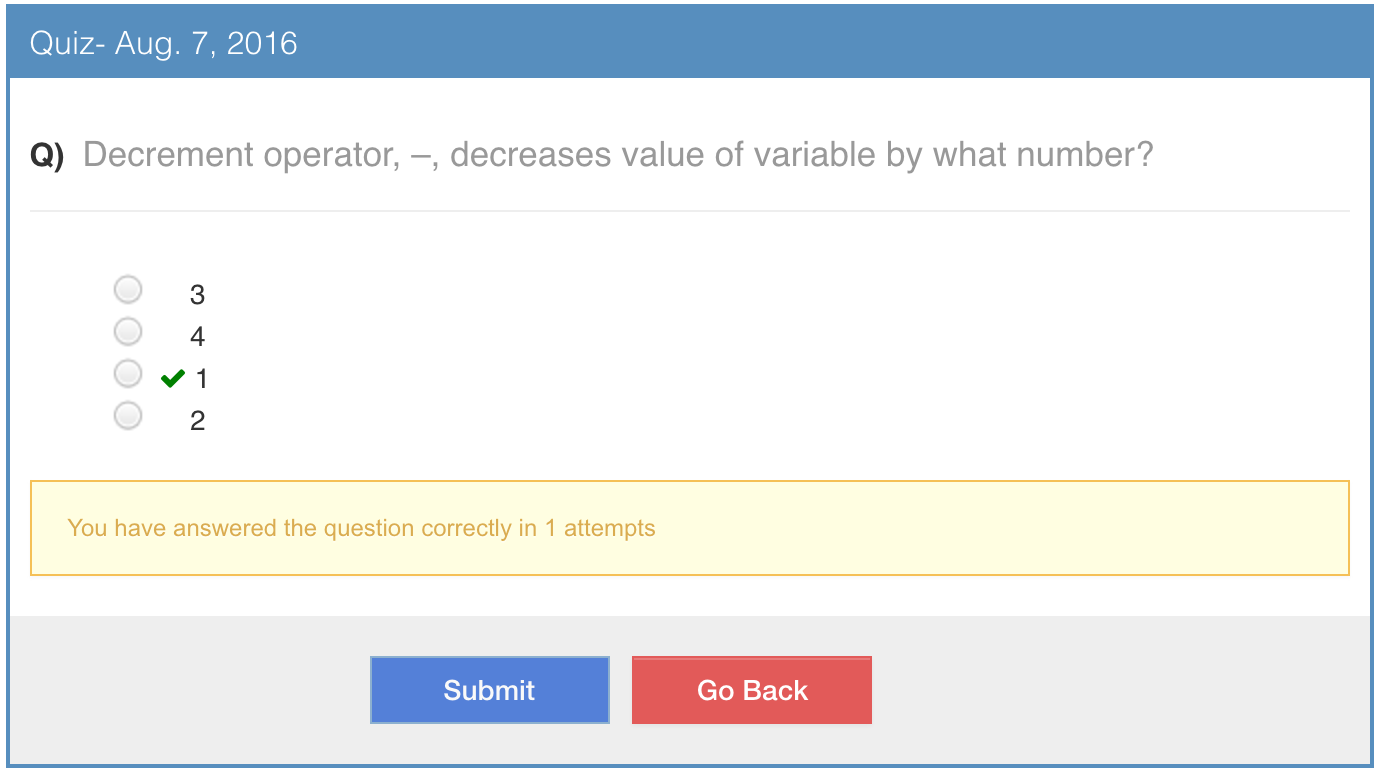 Quiz- Aug. 7, 2016
Q) Decrement operator, –, decreases value of variable by what number?
3
4
1
2
You have answered the question correctly in 1 attempts
Submit Go Back